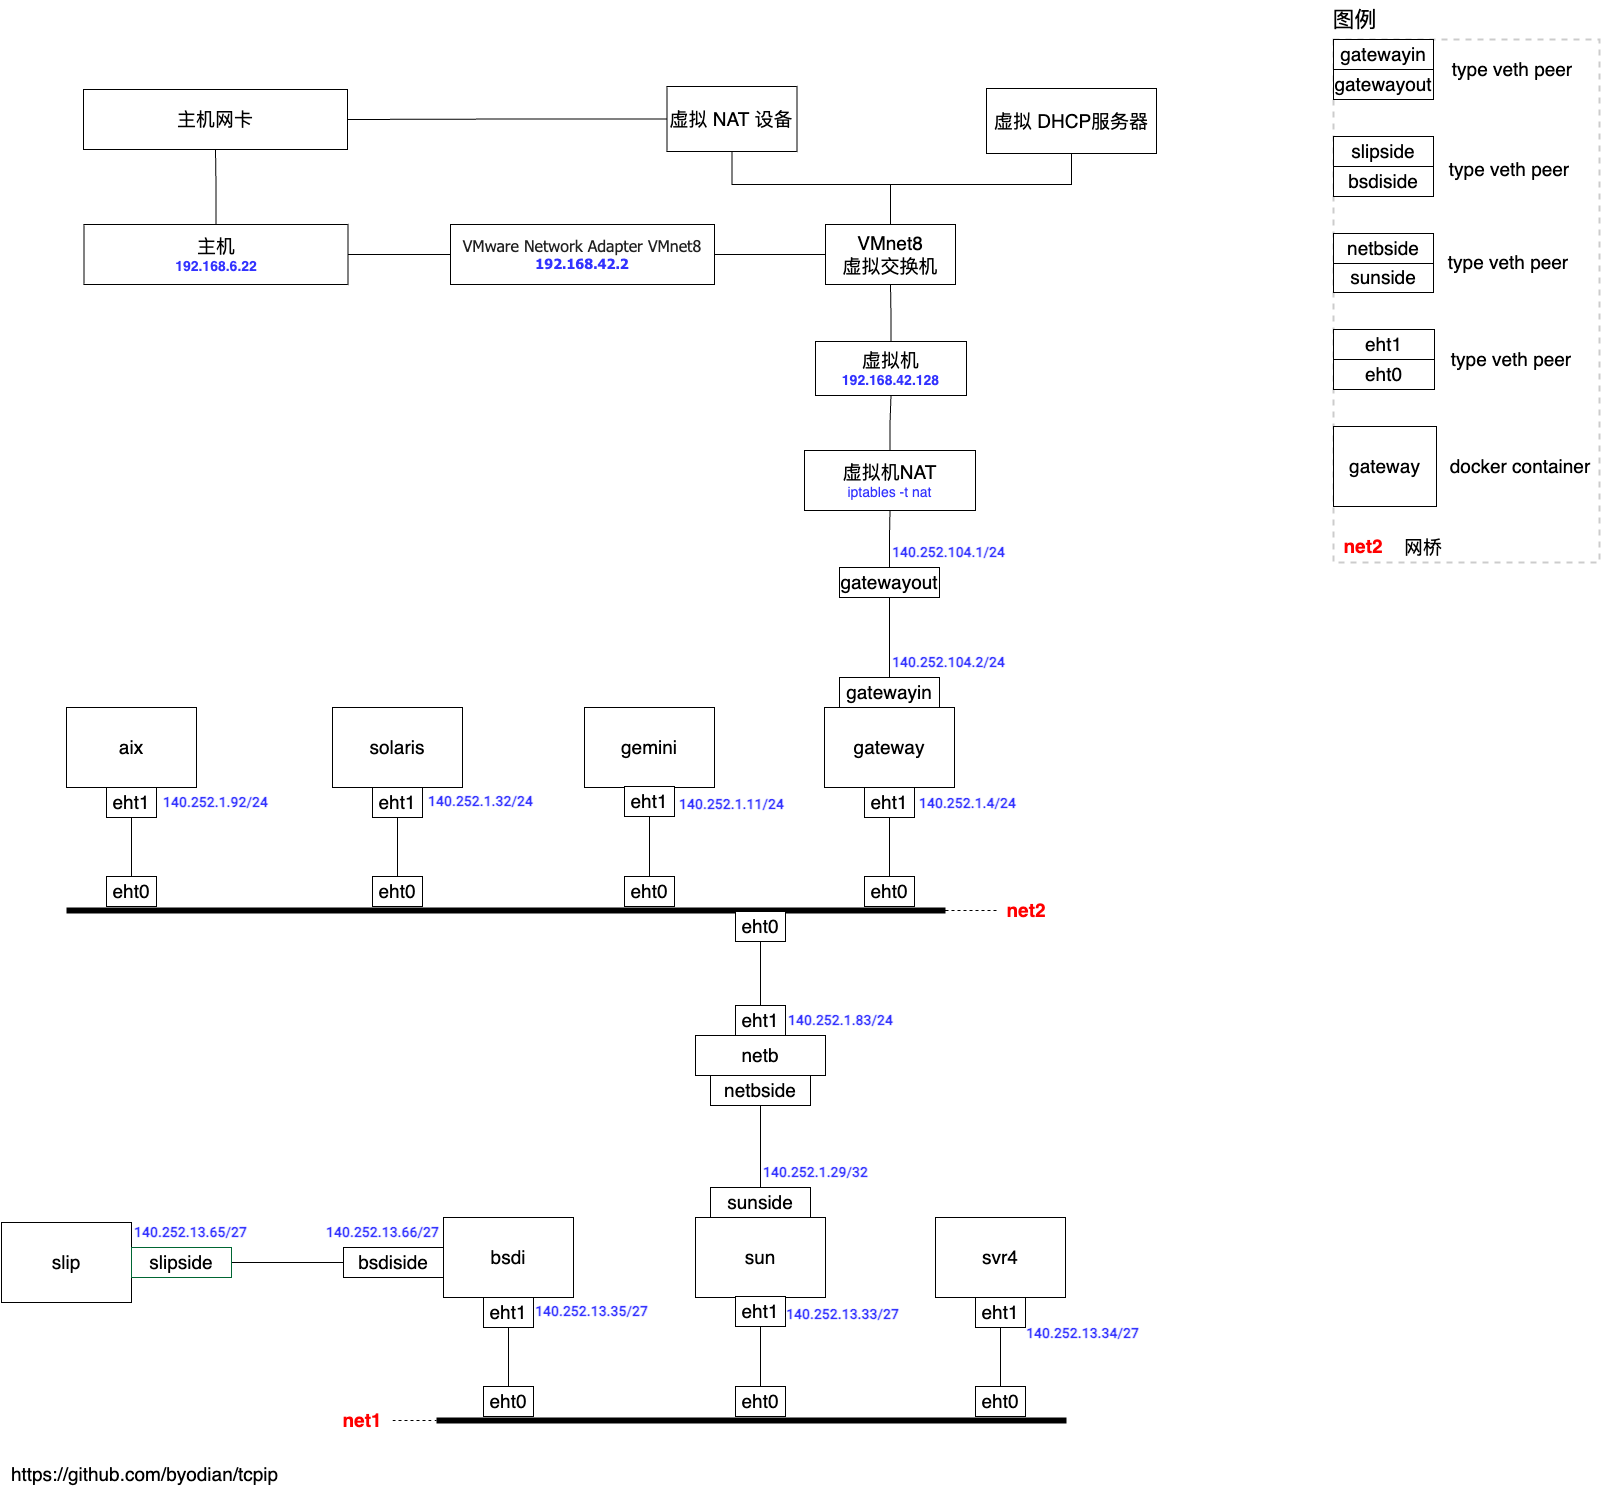 图例
gatewayin
gatewayout
type veth peer
slipside
bsdiside
type veth peer
netbside
sunside
type veth peer
eht1
eht0
type veth peer
gateway
docker container
net2 网桥
主机网卡
虚拟 NAT 设备
虚拟 DHCP服务器
主机
192.168.6.22
VMware Network Adapter VMnet8
192.168.42.2
VMnet8
虚拟交换机
虚拟机
192.168.42.128
虚拟机NAT
iptables -t nat
140.252.104.1/24
gatewayout
140.252.104.2/24
gatewayin
aix
solaris
gemini
gateway
eht1
140.252.1.92/24
eht1
140.252.1.32/24
eht1
140.252.1.11/24
eht1
140.252.1.4/24
eht0
eht0
eht0
eht0
net2
eht0
eht1
140.252.1.83/24
netb
netbside
140.252.1.29/32
sunside
slip
140.252.13.65/27
slipside
140.252.13.66/27
bsdiside
bsdi
sun
svr4
eht1
140.252.13.35/27
eht1
140.252.13.33/27
eht1
140.252.13.34/27
eht0
eht0
eht0
net1
https://github.com/byodian/tcpip